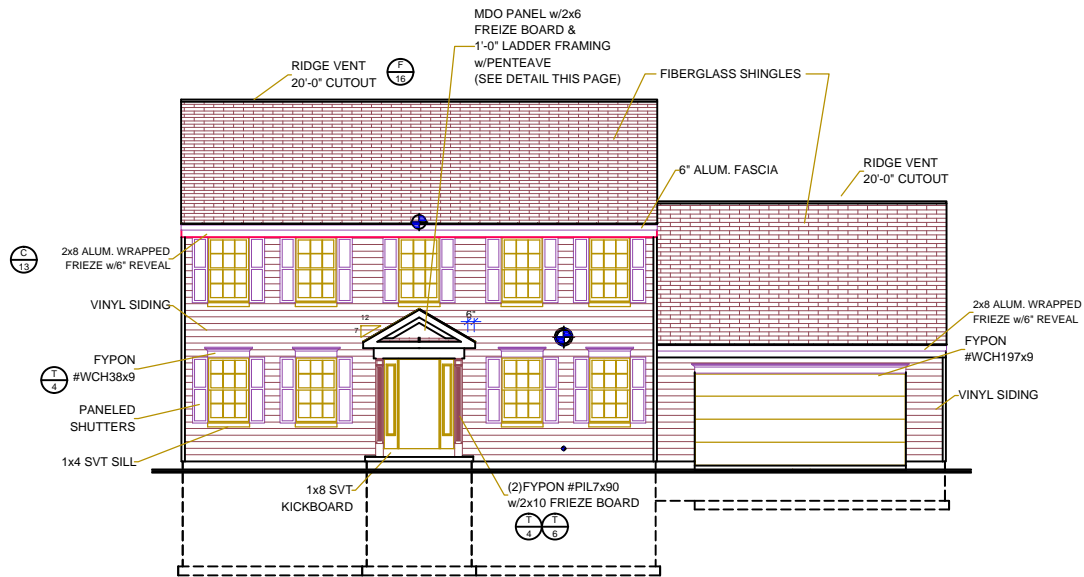 MDO PANEL w/2x6
FREIZE BOARD &
1'-0" LADDER FRAMING
w/PENTEAVE
(SEE DETAIL THIS PAGE)
RIDGE VENT
20'-0" CUTOUT
F
16
FIBERGLASS SHINGLES
6" ALUM. FASCIA
RIDGE VENT
20'-0" CUTOUT
C
13
2x8 ALUM. WRAPPED
FRIEZE w/6" REVEAL
VINYL SIDING
12
7
6"
2x8 ALUM. WRAPPED
FRIEZE w/6" REVEAL
FYPON
#WCH197x9
FYPON
#WCH38x9
T
4
PANELED
SHUTTERS
VINYL SIDING
1x4 SVT SILL
1x8 SVT
KICKBOARD
(2)FYPON #PIL7x90
w/2x10 FRIEZE BOARD
T
4
T
6